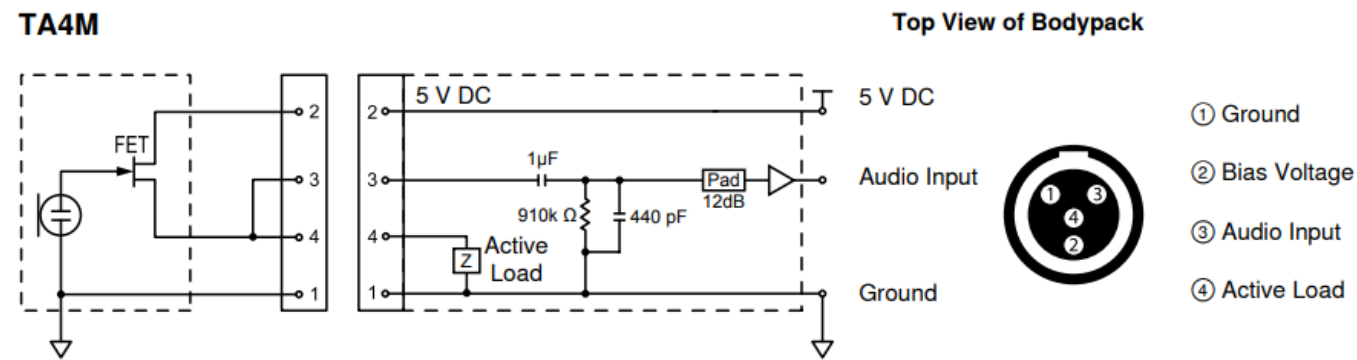 TA4M
Top View of Bodypack
FET
2
3
4
1
2
3
4
1
5 V DC
1µF
910k Ω
440 pF
Pad
12dB
Z
Active
Load
5 V DC
Audio Input
Ground
1
3
4
2
① Ground
② Bias Voltage
③ Audio Input
④ Active Load